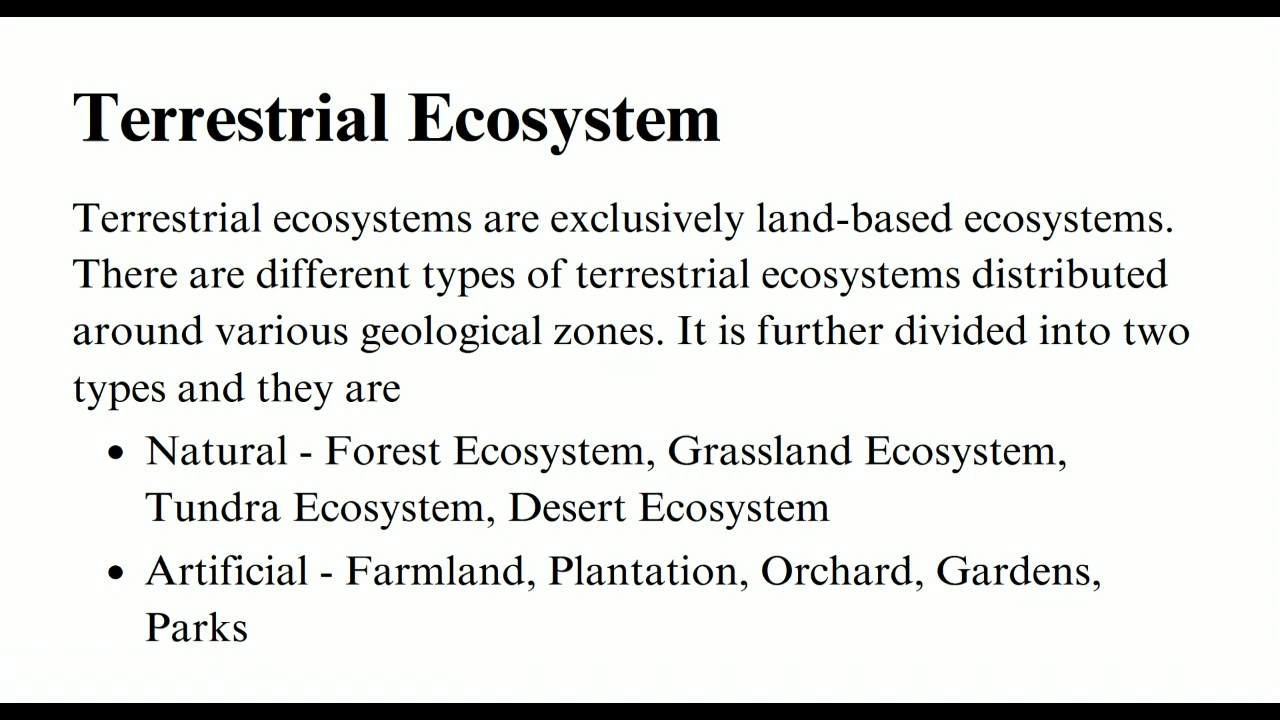 Terrestrial Ecosystem
Terrestrial ecosystems are exclusively land-based ecosystems.
There are different types of terrestrial ecosystems distributed
around various geological zones. It is further divided into two
types and they are
• Natural - Forest Ecosystem, Grassland Ecosystem,
Tundra Ecosystem, Desert Ecosystem
• Artificial - Farmland, Plantation, Orchard, Gardens,
Parks